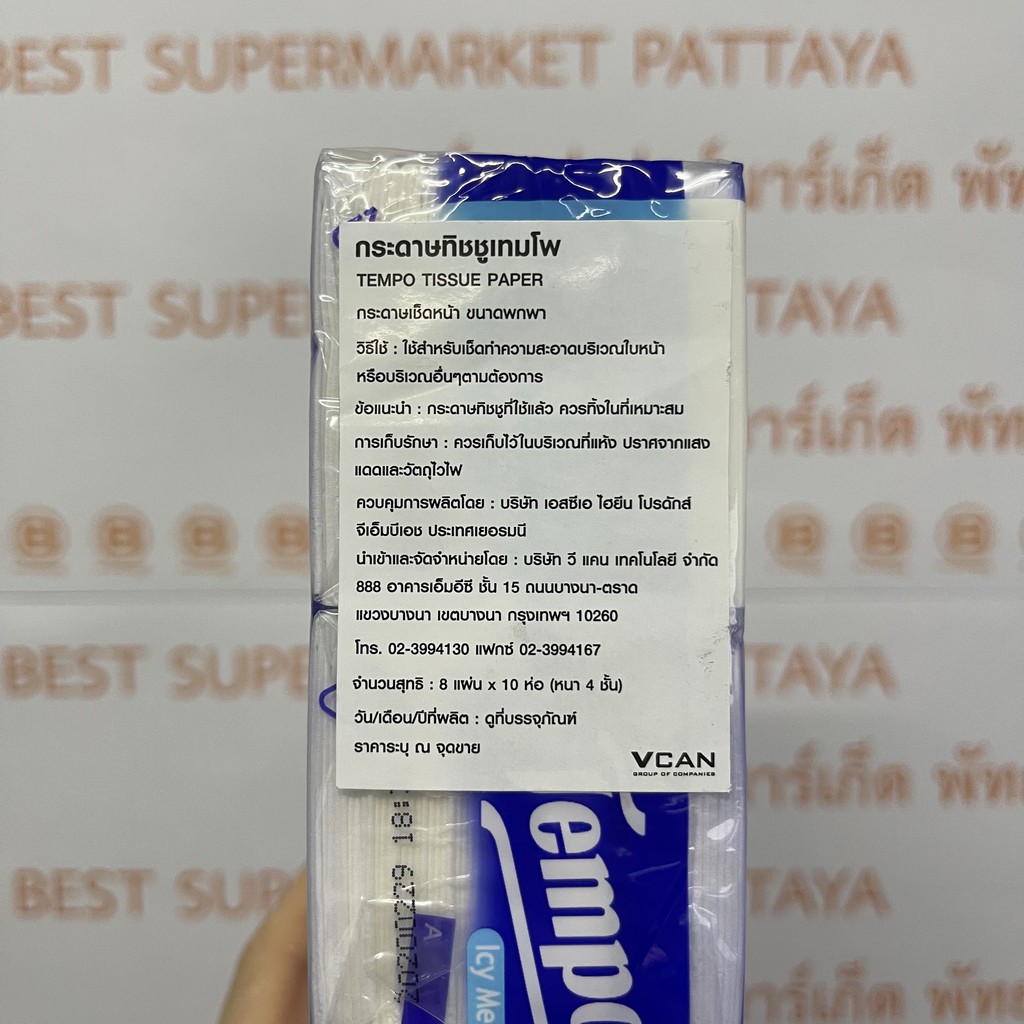 BEST SUPERMARKET PATTAYA
กระดาษทิชชูเทมโพ
TEMPO TISSUE PAPER
กระดาษเช็ดหน้า ขนาดพกพา
วิธีใช้ : ใช้สำหรับเช็ดทำความสะอาดบริเวณใบหน้า
หรือบริเวณอื่นๆตามต้องการ
ข้อแนะนำ : กระดาษทิชชูที่ใช้แล้ว ควรทิ้งในที่เหมาะสม
การเก็บรักษา : ควรเก็บไว้ในบริเวณที่แห้ง ปราศจากแสง
แดดและวัตถุไวไฟ
ควบคุมการผลิตโดย : บริษัท เอสซีเอ ไฮยีน โปรดักส์
จีเอ็มบีเอช ประเทศเยอรมนี
นำเข้าและจัดจำหน่ายโดย : บริษัท วี แคน เทคโนโลยี จำกัด
888 อาคารเอ็มอีซี ชั้น 15 ถนนบางนา-ตราด
แขวงบางนา เขตบางนา กรุงเทพฯ 10260
โทร. 02-3994130 แฟกซ์ 02-3994167
จำนวนสุทธิ : 8 แผ่น x 10 ห่อ (หนา 4 ชั้น)
วัน/เดือน/ปีที่ผลิต : ดูที่บรรจุภัณฑ์
ราคาระบุ ณ จุดขาย
VCAN
GROUP OF COMPANIES
Tempo
Icy Me
BEST SUPERMARKET
BEST SUPE
TTAYA
BEST SUPE
TAYA